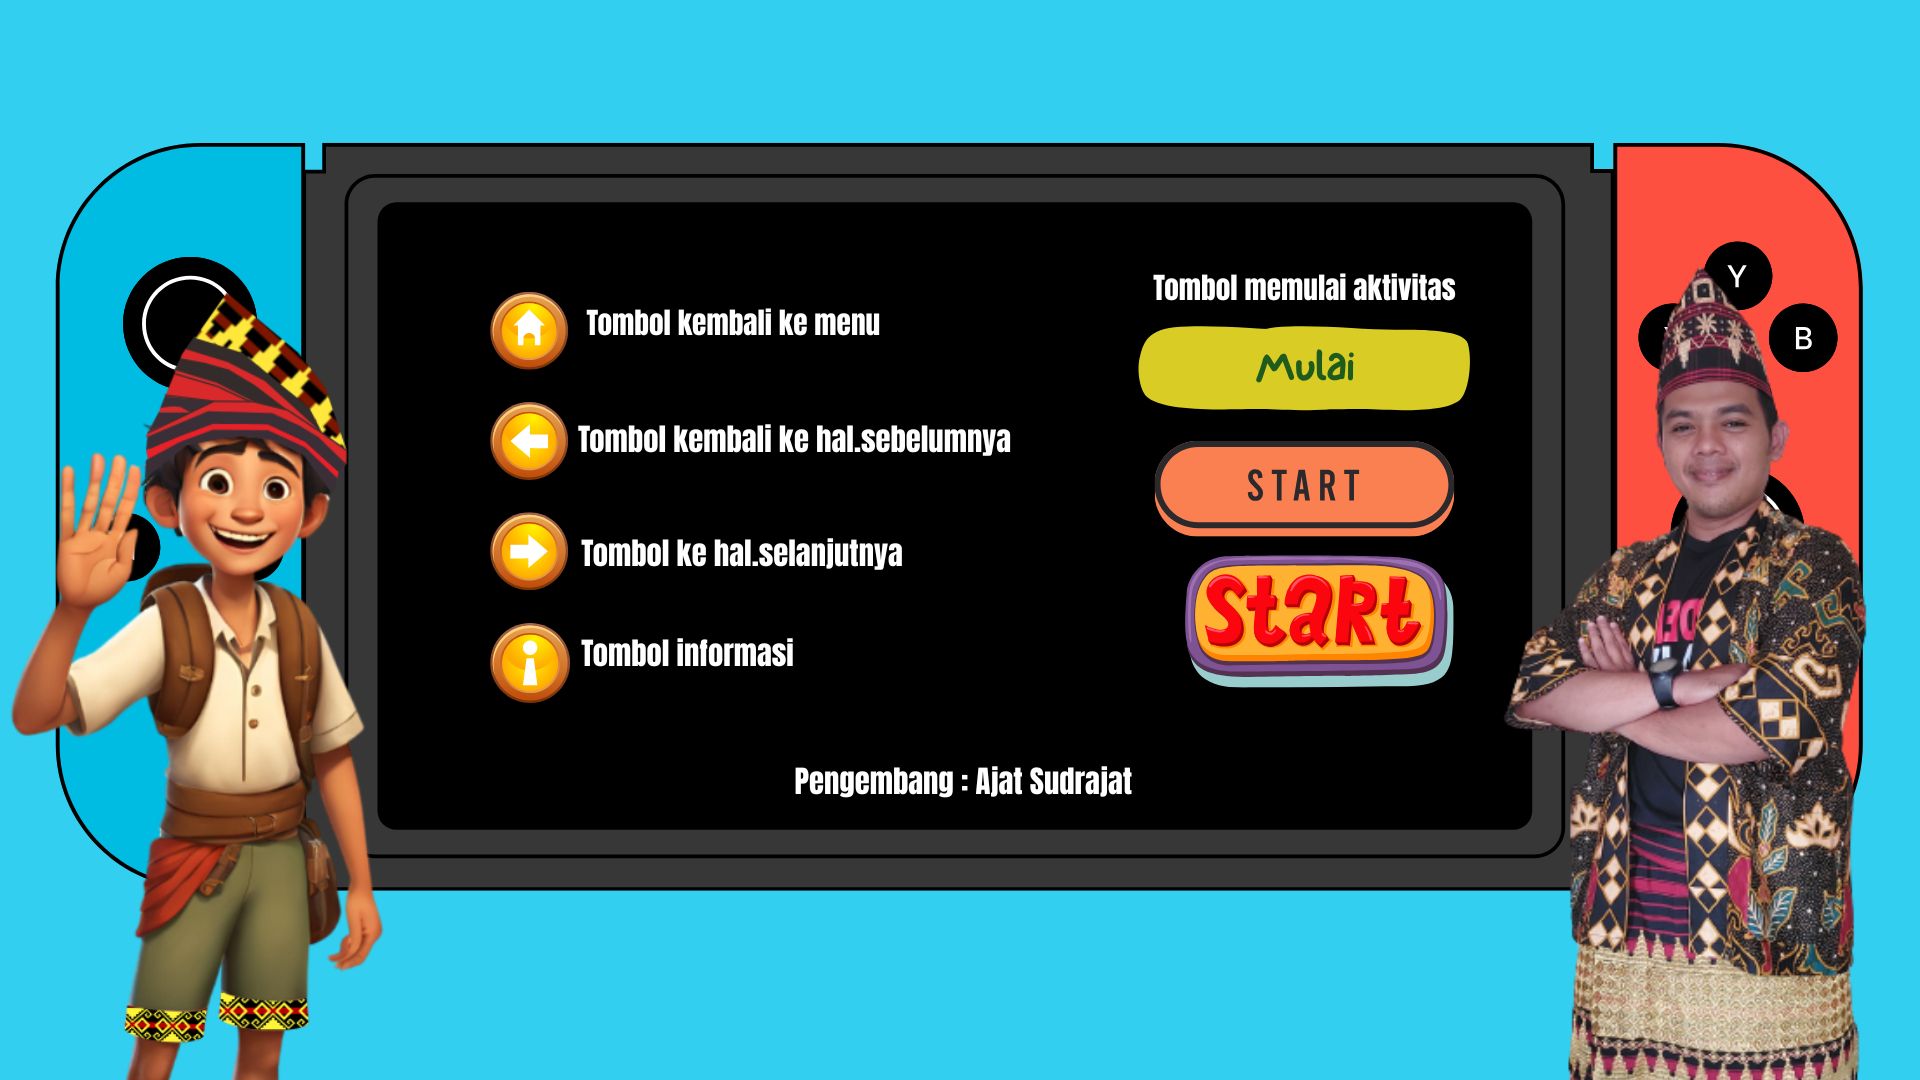 Tombol kembali ke menu
Tombol kembali ke hal.sebelumnya
Tombol ke hal.selanjutnya
Tombol informasi
Tombol memulai aktivitas
Mulai
START
Start
Pengembang : Ajat Sudrajat
Y
B